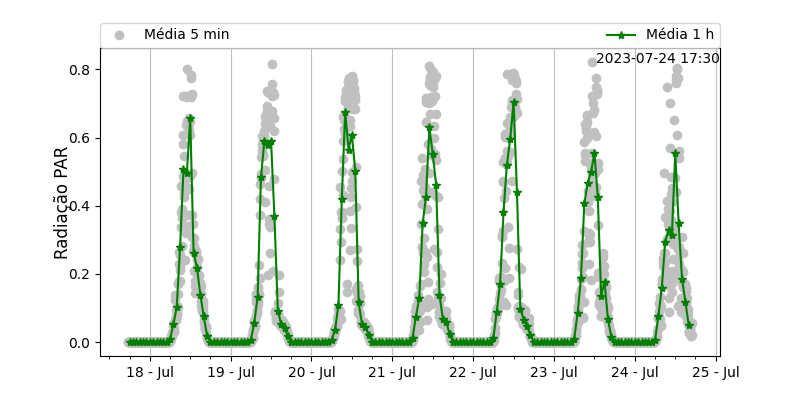 Média 5 min
Média 1 h
2023-07-24 17:30
Radiação PAR
0.8
0.6
0.4
0.2
0.0
18 - Jul
19 - Jul
20 - Jul
21 - Jul
22 - Jul
23 - Jul
24 - Jul
25 - Jul